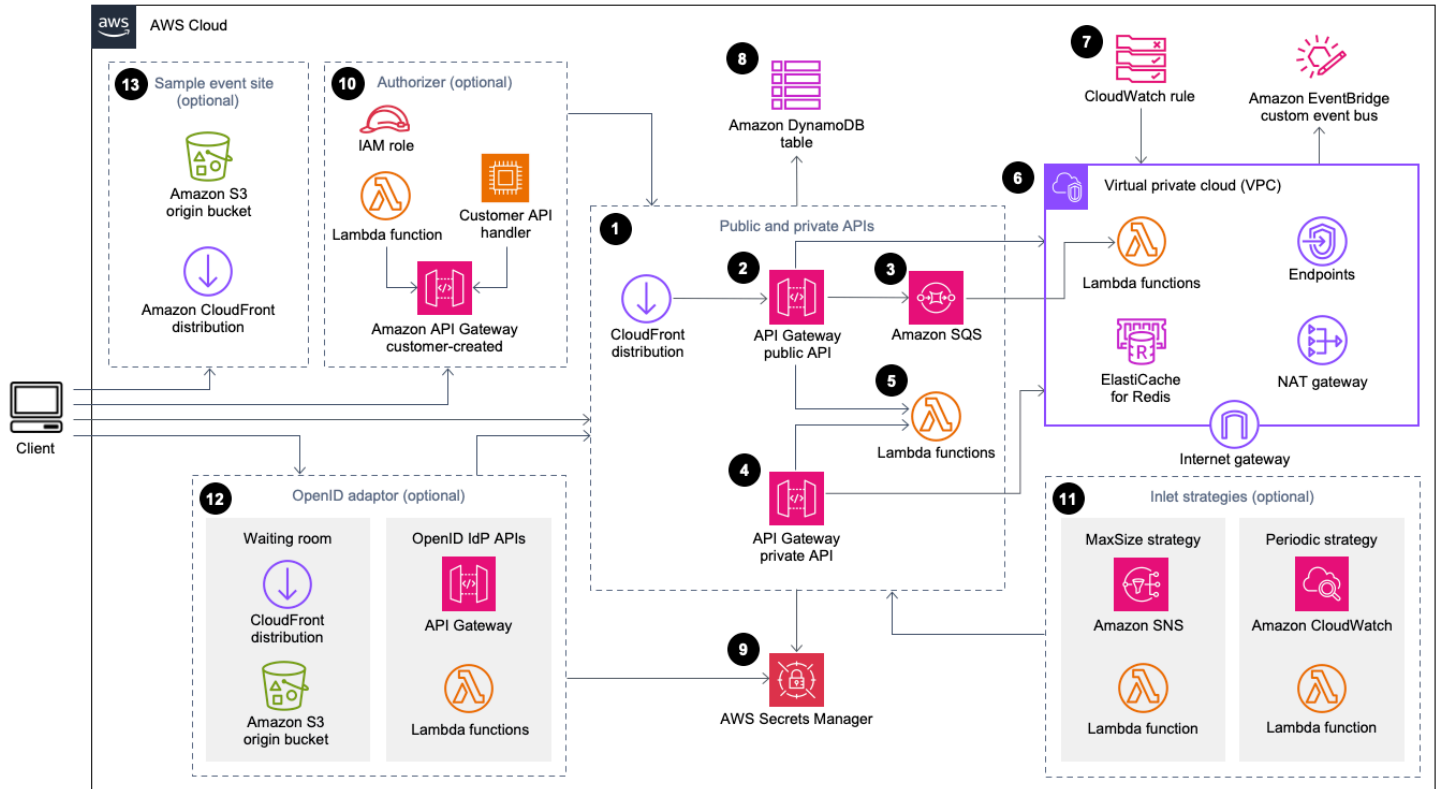 aws
AWS Cloud
13
Sample event site
(optional)
Amazon S3
origin bucket
Amazon CloudFront
distribution
10
Authorizer (optional)
IAM role
Lambda function
Customer API
handler
Amazon API Gateway
customer-created
8
Amazon DynamoDB
table
7
CloudWatch rule
Amazon EventBridge
custom event bus
Client
1
Public and private APIs
CloudFront
distribution
2
API Gateway
public API
3
Amazon SQS
5
Lambda functions
4
API Gateway
private API
6
Virtual private cloud (VPC)
Lambda functions
Endpoints
R
ElastiCache
for Redis
NAT gateway
Internet gateway
12
OpenID adaptor (optional)
Waiting room
CloudFront
distribution
Amazon S3
origin bucket
OpenID IdP APIs
API Gateway
Lambda functions
9
AWS Secrets Manager
11
Inlet strategies (optional)
MaxSize strategy
Amazon SNS
Lambda function
Periodic strategy
Amazon CloudWatch
Lambda function